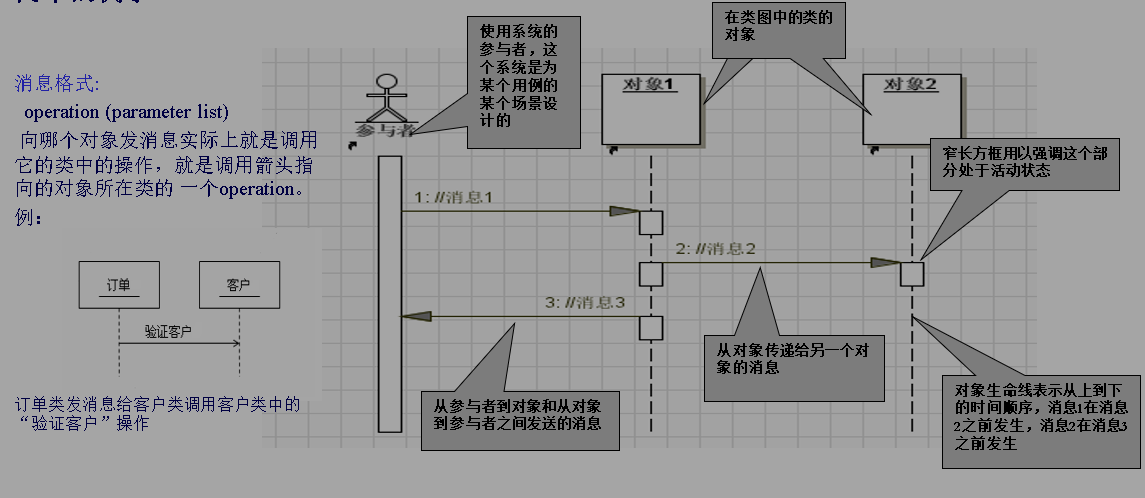 消息格式:
operation (parameter list)
向哪个对象发消息实际上就是调用
它的类中的操作，就是调用箭头指
向的对象所在类的 一个operation。
例：
订单
客户
验证客户
订单类发消息给客户类调用客户类中的
“验证客户”操作
使用系统的
参与者，这
个系统是为
某个用例的
某个场景设
计的
在类图中的类的
对象
参与者
对象1
对象2
窄长方框用以强调这个部
分处于活动状态
1: //消息1
2: //消息2
3: //消息3
从对象传递给另一个对
象的消息
从参与者到对象和从对象
到参与者之间发送的消息
对象生命线表示从上到下
的时间顺序，消息1在消息
2之前发生，消息2在消息3
之前发生